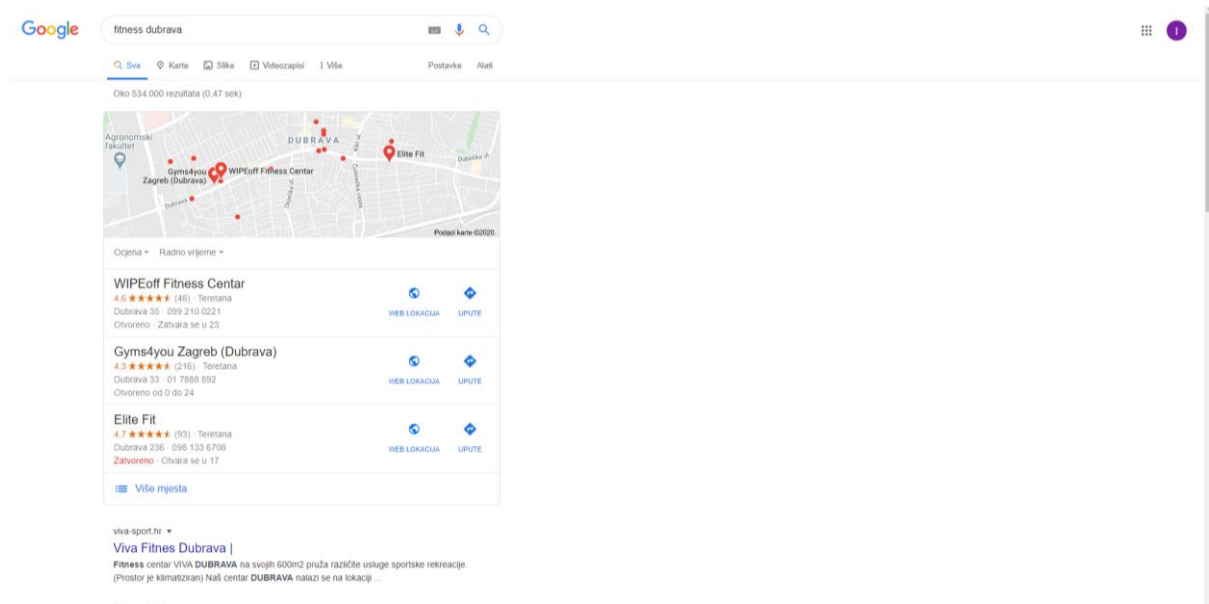 Google
fitness dubrava
Sve Karte Slike Videozapisi Više Postavke Alati
Oko 534.000 rezultata (0,47 sek)
Agronomski
fakultet
DUBRAVA
Elite Fit
Gyms4you
Zagreb (Dubrava)
WIPEoff Fitness Centar
Dubrava
Podaci karte ©2020.
Ocjena Radno vrijeme
WIPEoff Fitness Centar
4,6 (46) · Teretana
Dubrava 35 · 099 210 0221
Otvoreno · Zatvara se u 23
WEB LOKACIJA UPUTE
Gyms4you Zagreb (Dubrava)
4,3 (216) · Teretana
Dubrava 33 · 01 7888 892
Otvoreno od 0 do 24
WEB LOKACIJA UPUTE
Elite Fit
4,7 (93) · Teretana
Dubrava 236 · 098 133 6708
Zatvoreno · Otvara se u 17
WEB LOKACIJA UPUTE
Više mjesta
viva-sport.hr
Viva Fitnes Dubrava |
Fitness centar VIVA DUBRAVA na svojih 600m2 pruža različite usluge sportske rekreacije.
(Prostor je klimatiziran) Naš centar DUBRAVA nalazi se na lokaciji ...